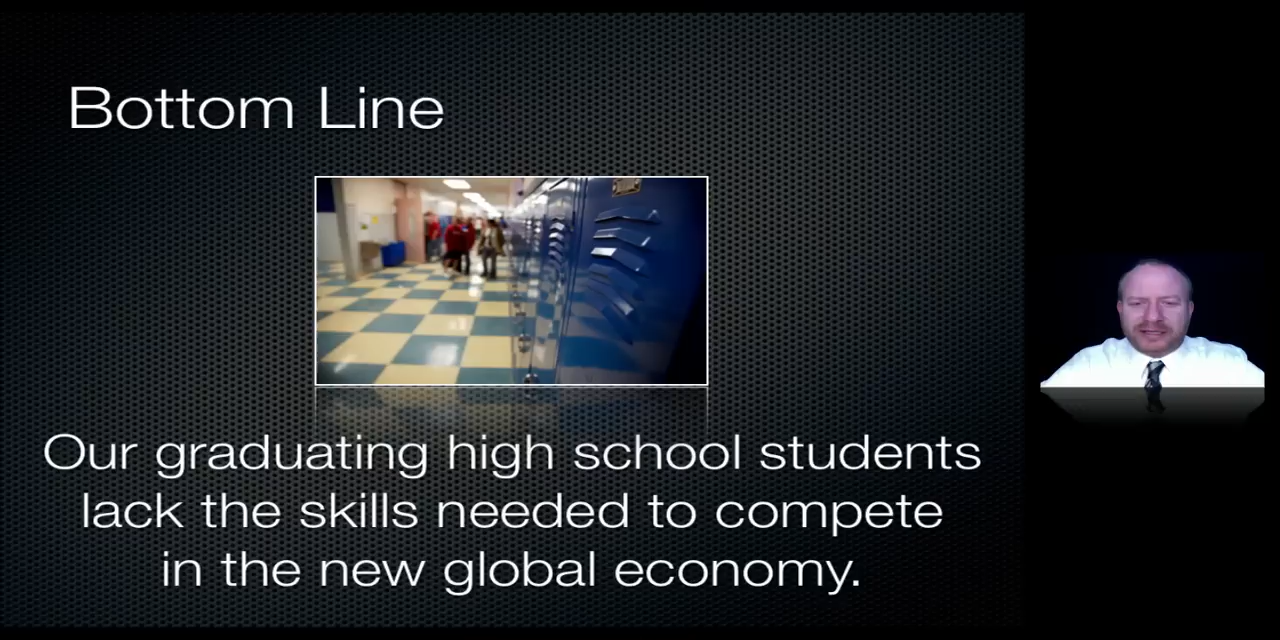 Bottom Line
Our graduating high school students
lack the skills needed to compete
in the new global economy.